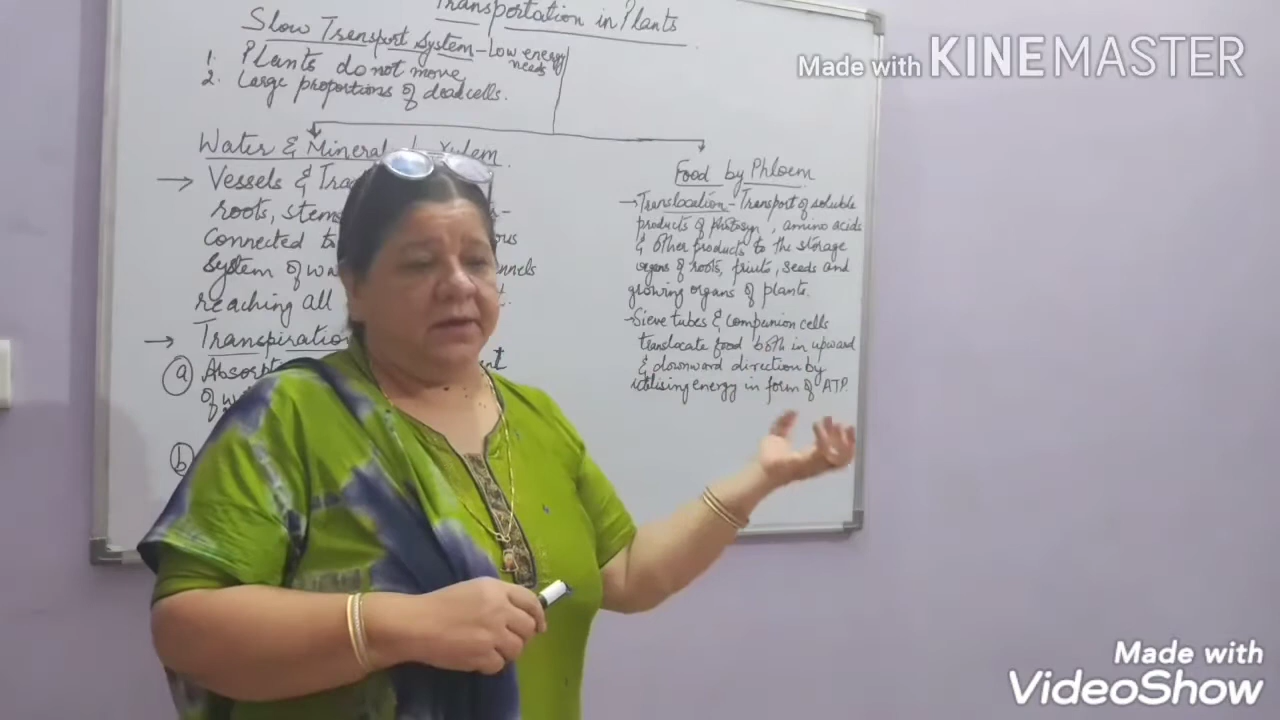 Transportation in Plants
Slow Transport System - Low energy needs
1. Plants do not move
2. Large proportions of dead cells.
Water & Mineral Xylem
→ Vessels &
roots, stems
Connected
System of
reaching all
→ Transpiration
(a)
of
(b)
Food by Phloem
→ Translocation - Transport of soluble
products of photosyn, amino acids
& other products to the storage
organs of roots, fruits, seeds and
growing organs of plants.
→ Sieve tubes & companion cells
translocate food both in upward
& downward direction by
utilising energy in form of ATP.
Made with KINEMASTER
Made with
VideoShow